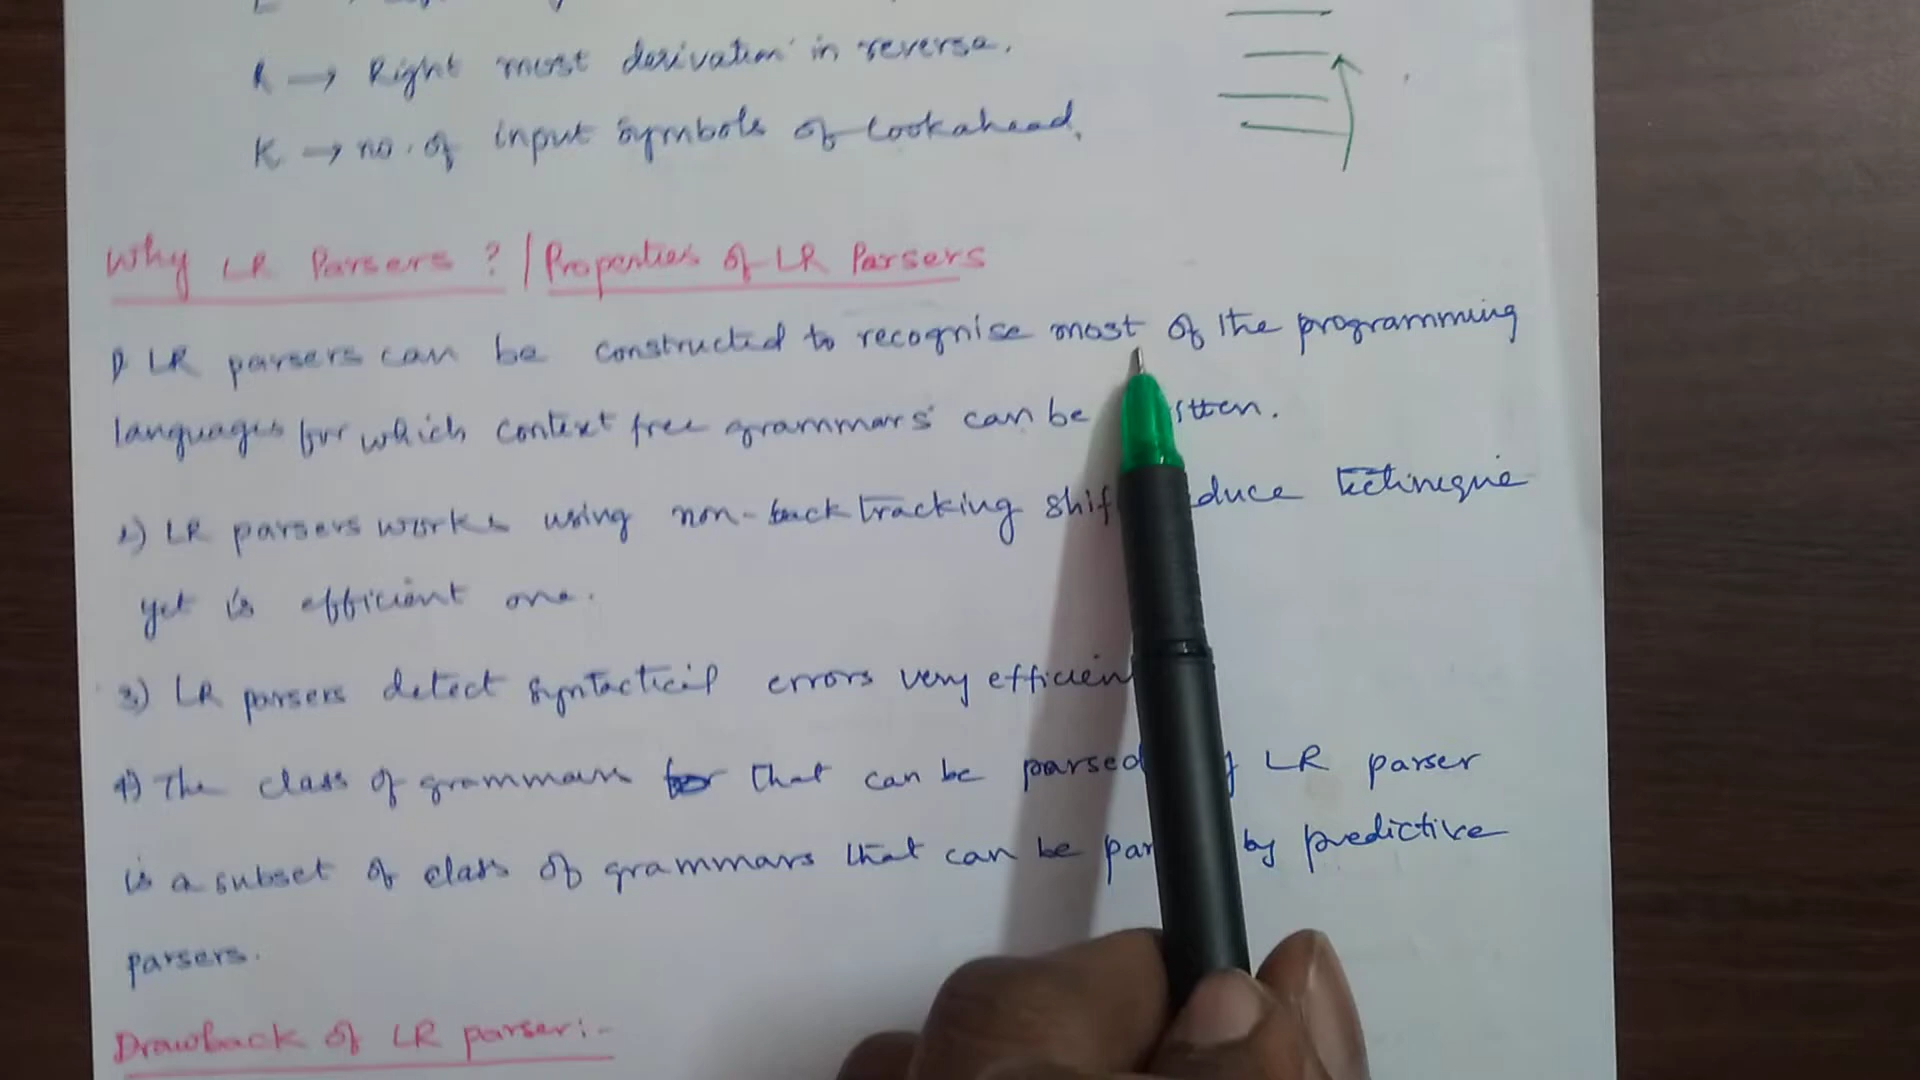 R → Right most derivation in reverse.
K → no. of input symbols of lookahead.
Why LR Parsers ? | Properties of LR Parsers
1) LR parsers can be constructed to recognise most of the programming
languages for which context free grammars can be
2) LR parsers works using non-backtracking technique
yet is efficient one.
3) LR parsers detect errors very
4) The class of grammars that can be parsed LR parser
is a subset of class of grammars that can be by predictive
parsers.
Drawback of LR parser:-